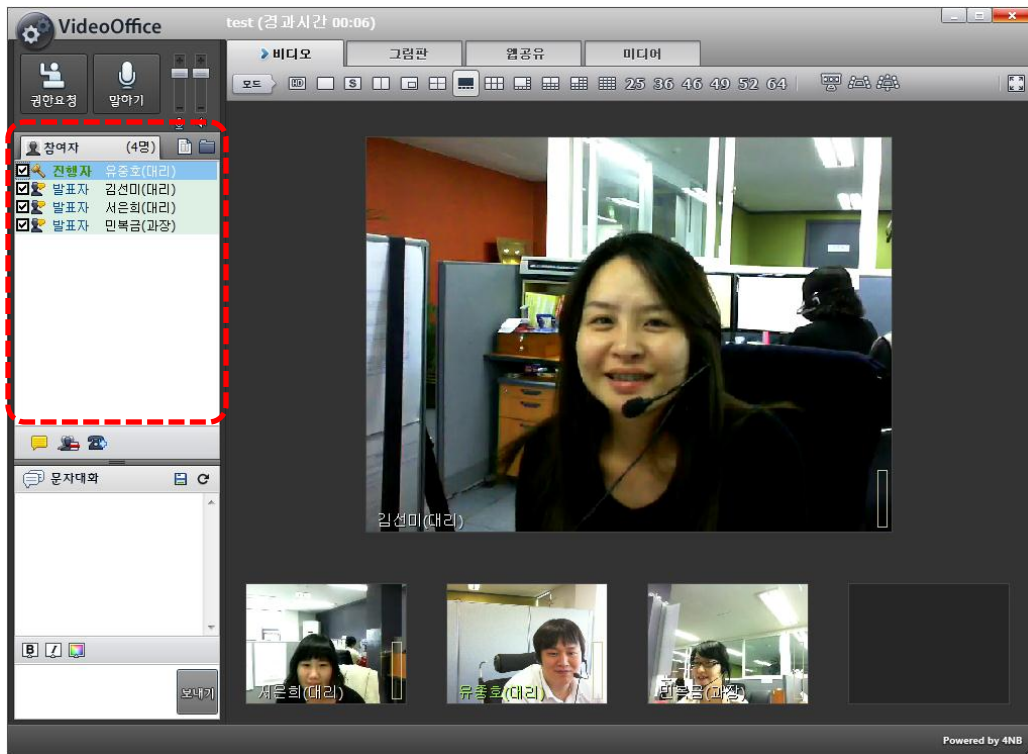 VideoOffice
test (경과시간 00:06)
비디오 그림판 웹공유 미디어
권한요청 말하기
모드 HD S 25 36 46 49 52 64
참여자 (4명)
진행자 유종호(대리)
발표자 김선미(대리)
발표자 서은희(대리)
발표자 민복금(과장)
김선미(대리)
문자대화
B I
보내기
서은희(대리) 유종호(대리) 민복금(과장)
Powered by 4NB